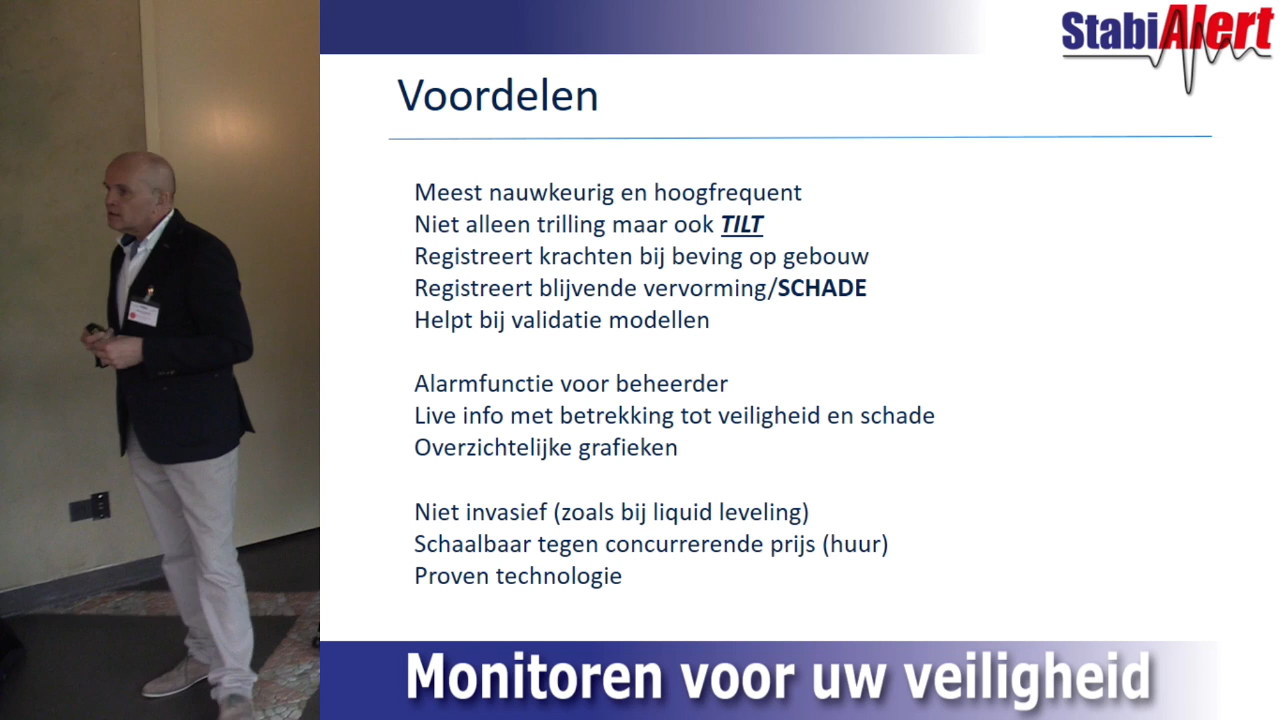 StabiAlert
Voordelen
Meest nauwkeurig en hoogfrequent
Niet alleen trilling maar ook TILT
Registreert krachten bij beving op gebouw
Registreert blijvende vervorming/SCHADE
Helpt bij validatie modellen
Alarmfunctie voor beheerder
Live info met betrekking tot veiligheid en schade
Overzichtelijke grafieken
Niet invasief (zoals bij liquid leveling)
Schaalbaar tegen concurrerende prijs (huur)
Proven technologie
Monitoren voor uw veiligheid